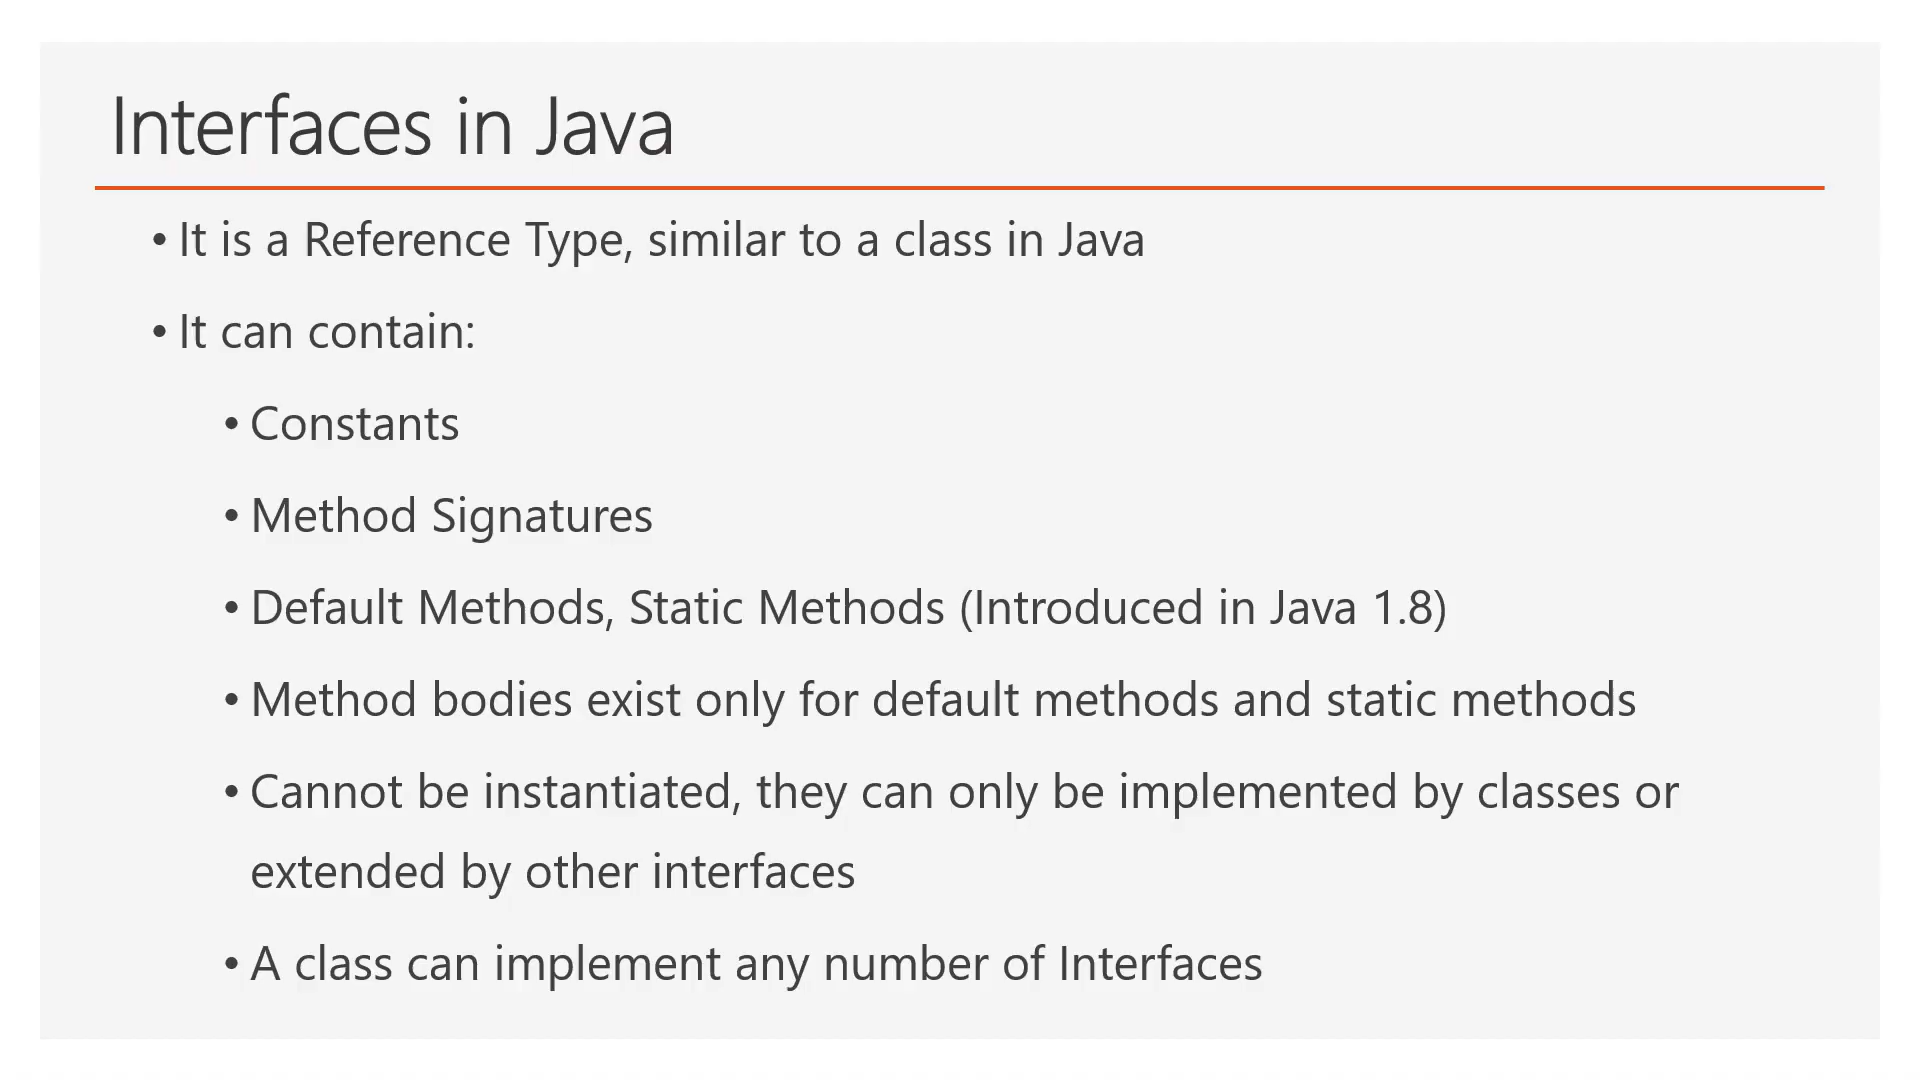 Interfaces in Java
• It is a Reference Type, similar to a class in Java
• It can contain:
• Constants
• Method Signatures
• Default Methods, Static Methods (Introduced in Java 1.8)
• Method bodies exist only for default methods and static methods
• Cannot be instantiated, they can only be implemented by classes or
extended by other interfaces
• A class can implement any number of Interfaces